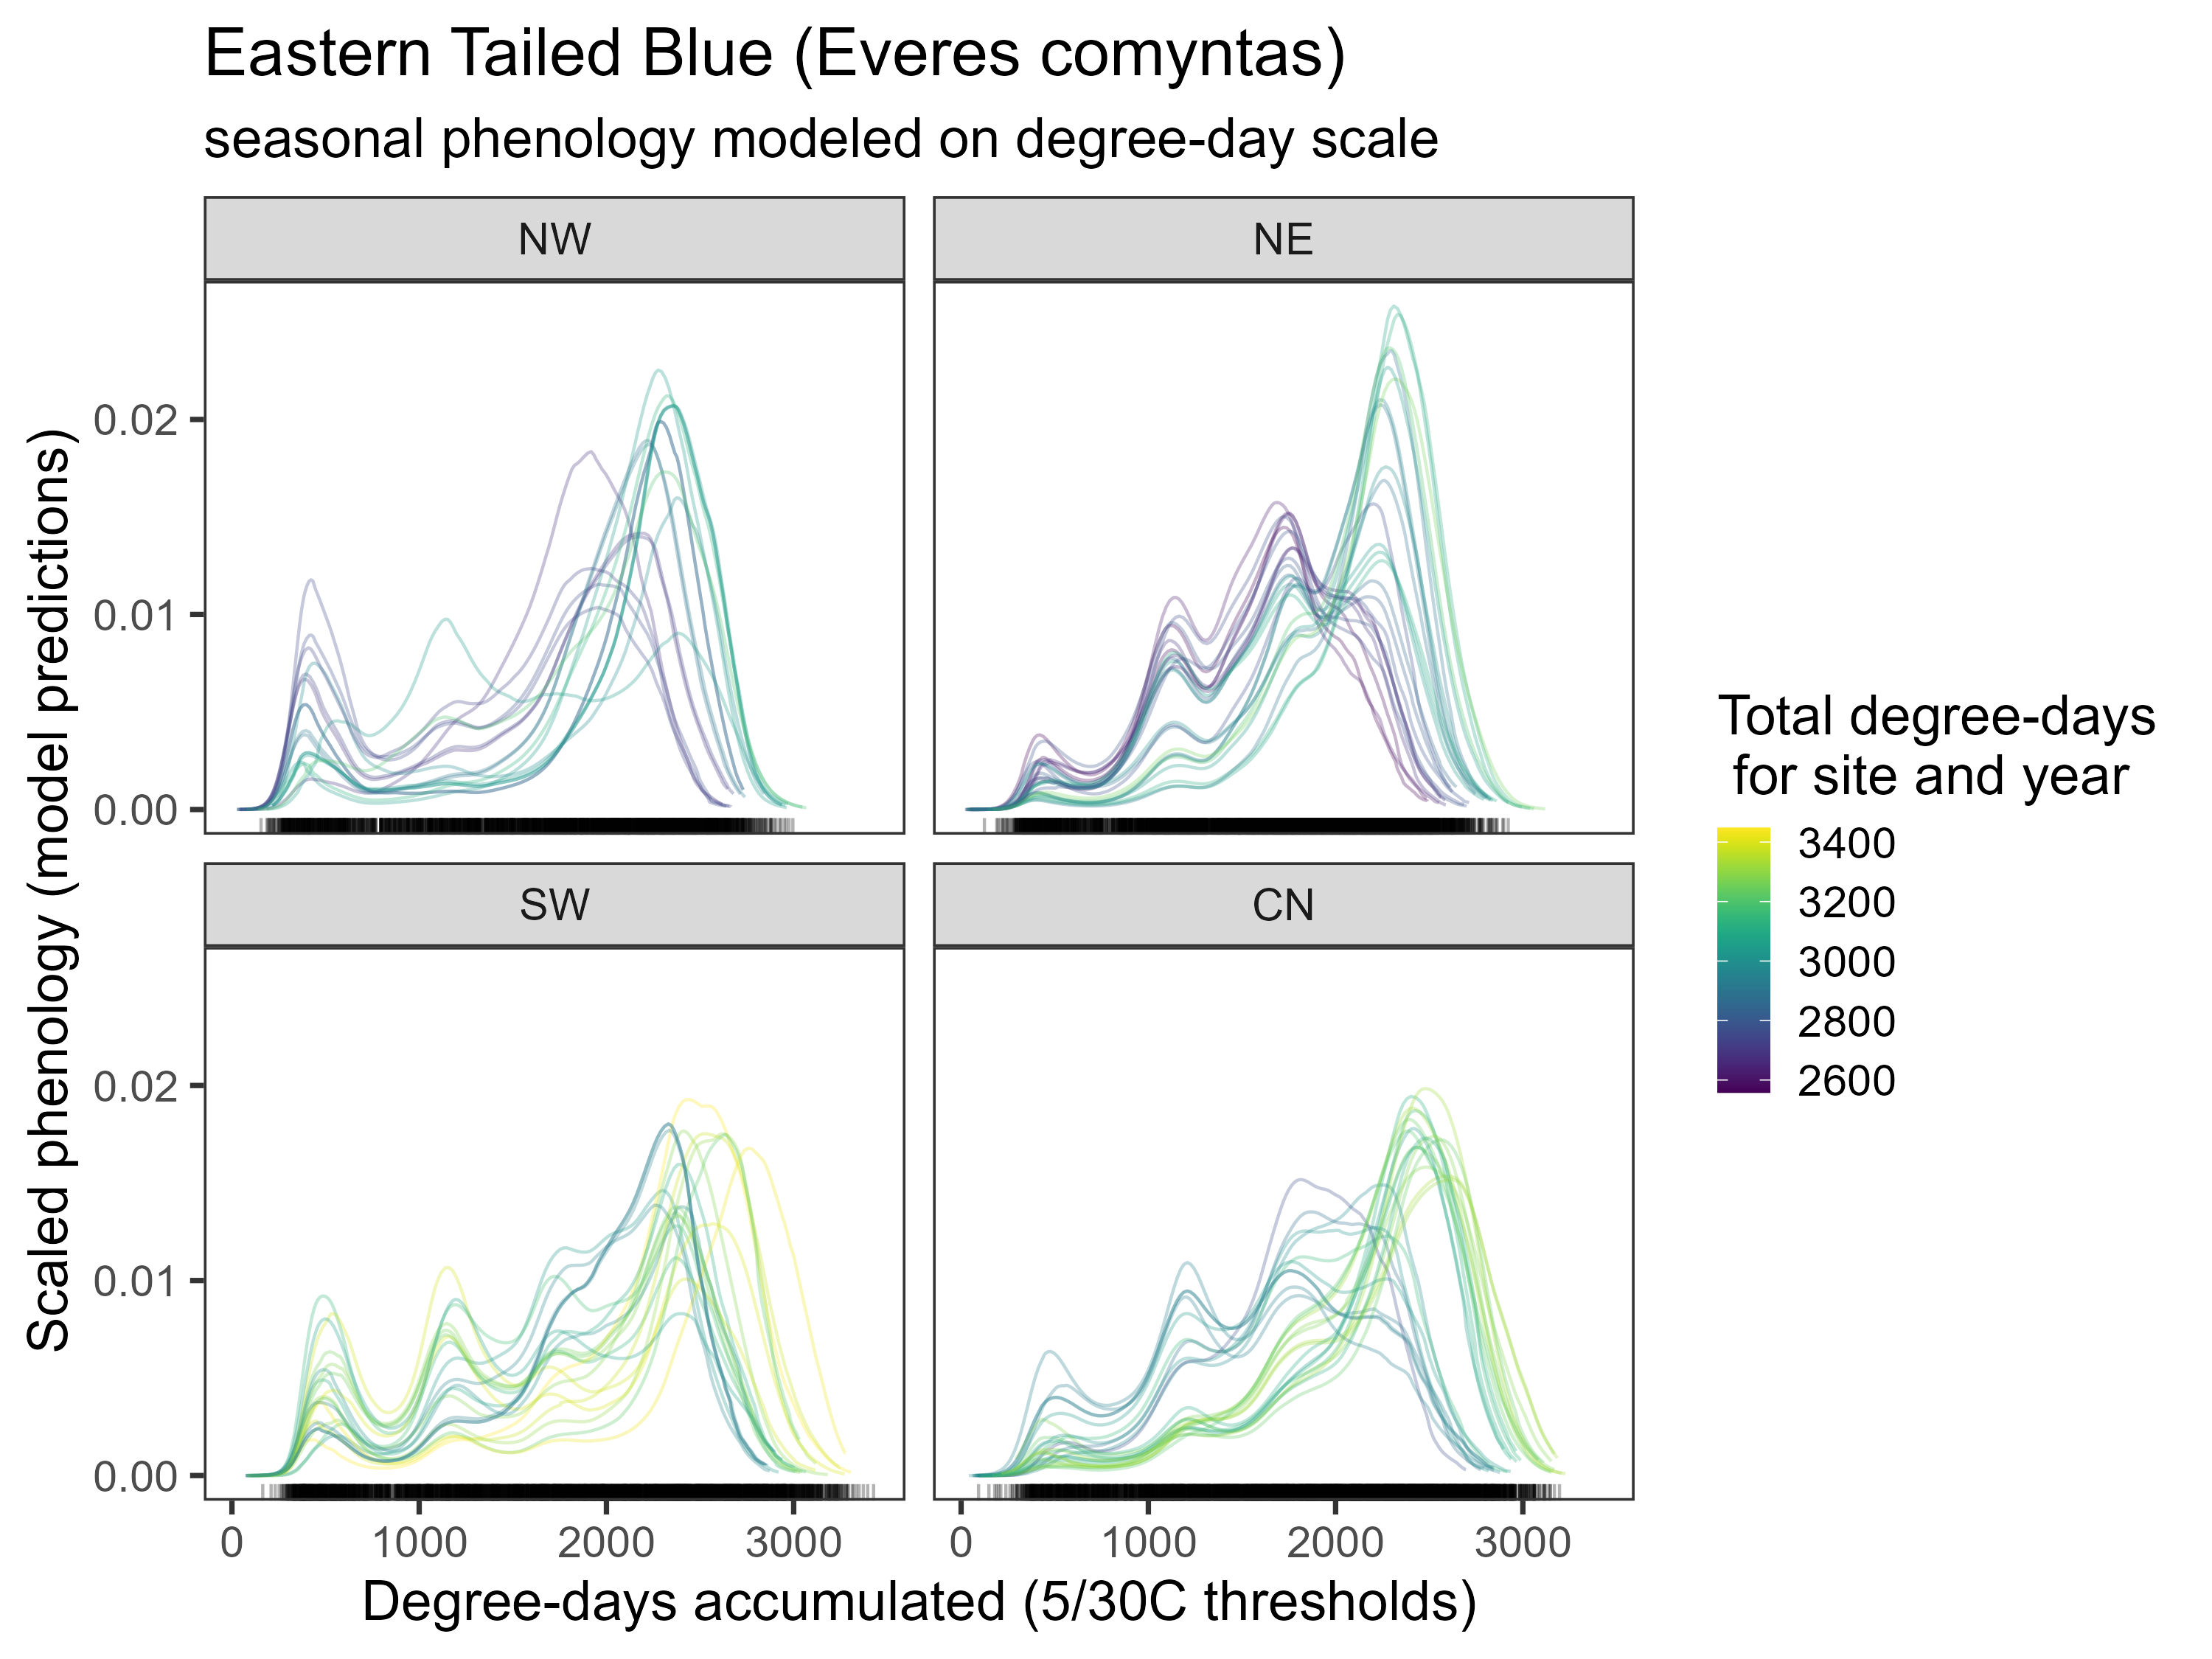 Eastern Tailed Blue (Everes comyntas)
seasonal phenology modeled on degree-day scale
NW
NE
0.02
0.01
0.00
SW
CN
0.02
0.01
0.00
0
1000
2000
3000
0
1000
2000
3000
Degree-days accumulated (5/30C thresholds)
Scaled phenology (model predictions)
Total degree-days
for site and year
3400
3200
3000
2800
2600